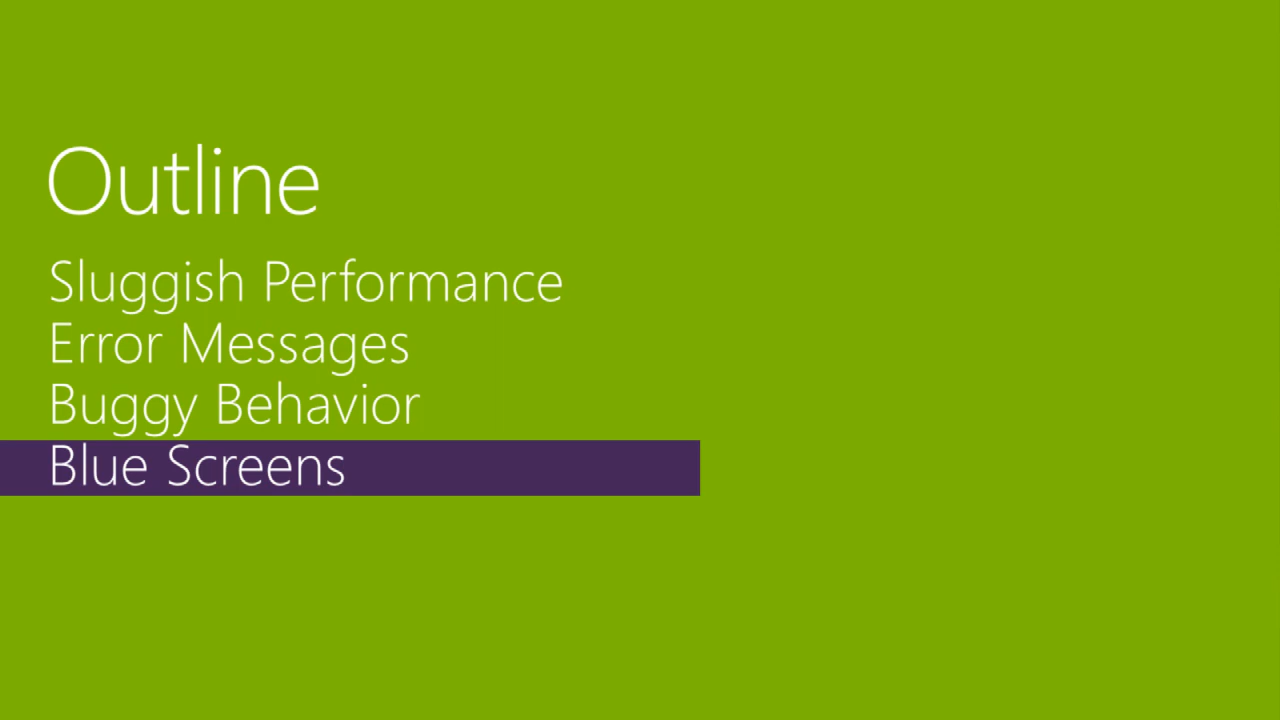 Outline
Sluggish Performance
Error Messages
Buggy Behavior
Blue Screens